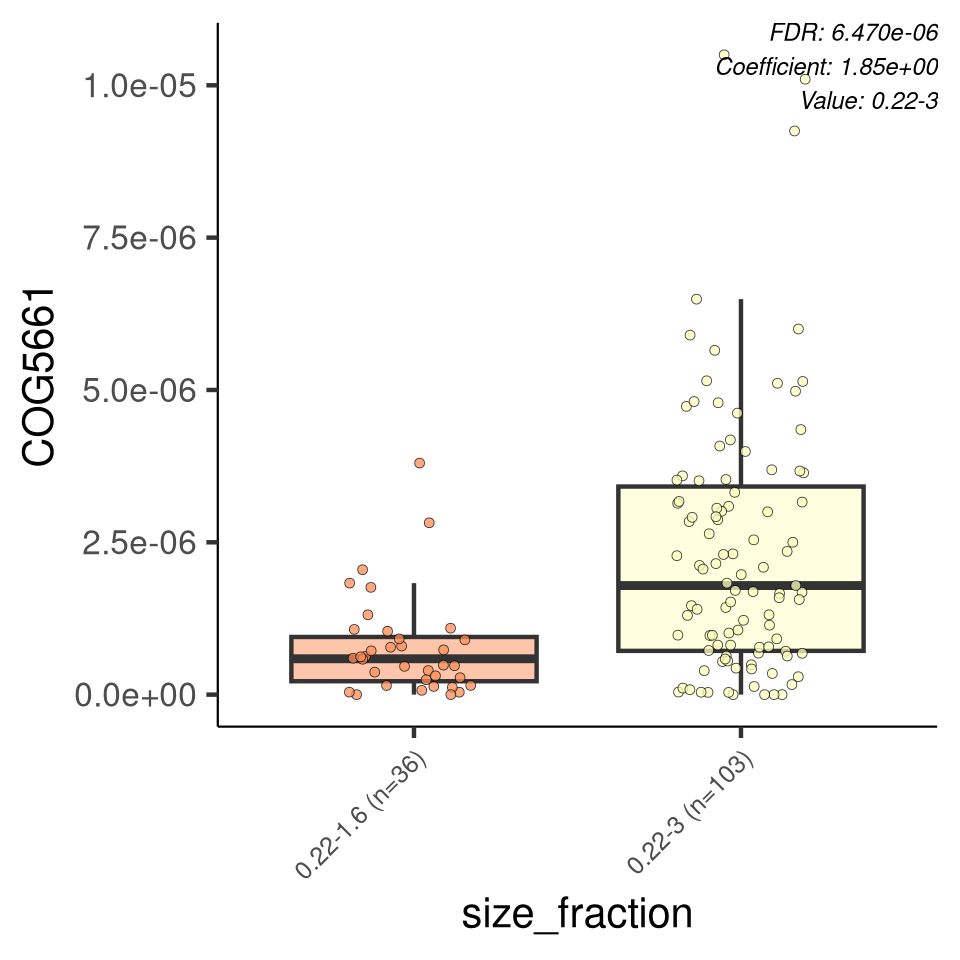 FDR: 6.470e-06
Coefficient: 1.85e+00
Value: 0.22-3
1.0e-05
7.5e-06
5.0e-06
2.5e-06
0.0e+00
COG5661
0.22-1.6 (n=36)
0.22-3 (n=103)
size_fraction